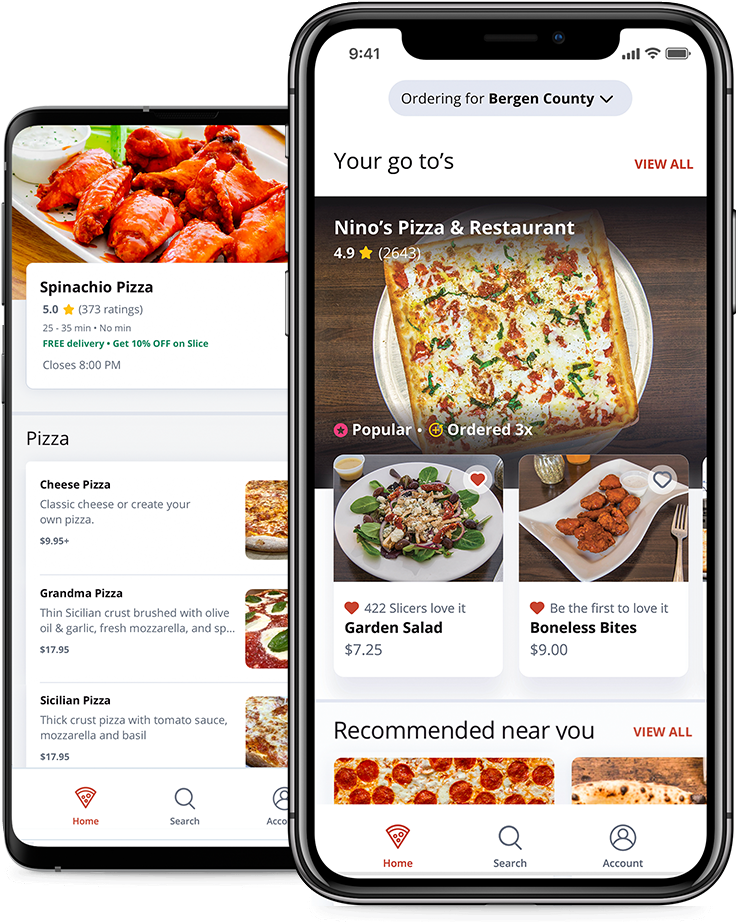 Spinachio Pizza
5.0 (373 ratings)
25 - 35 min • No min
FREE delivery • Get 10% OFF on Slice
Closes 8:00 PM
Pizza
Cheese Pizza
Classic cheese or create your
own pizza.
$9.95+
Grandma Pizza
Thin Sicilian crust brushed with olive
oil & garlic, fresh mozzarella, and sp...
$17.95
Sicilian Pizza
Thick crust pizza with tomato sauce,
mozzarella and basil
$17.95
Home
Search
9:41
Ordering for Bergen County
Your go to's
VIEW ALL
Nino's Pizza & Restaurant
4.9 (2643)
Popular • Ordered 3x
422 Slicers love it
Garden Salad
$7.25
Be the first to love it
Boneless Bites
$9.00
Recommended near you
VIEW ALL
Home
Search
Account